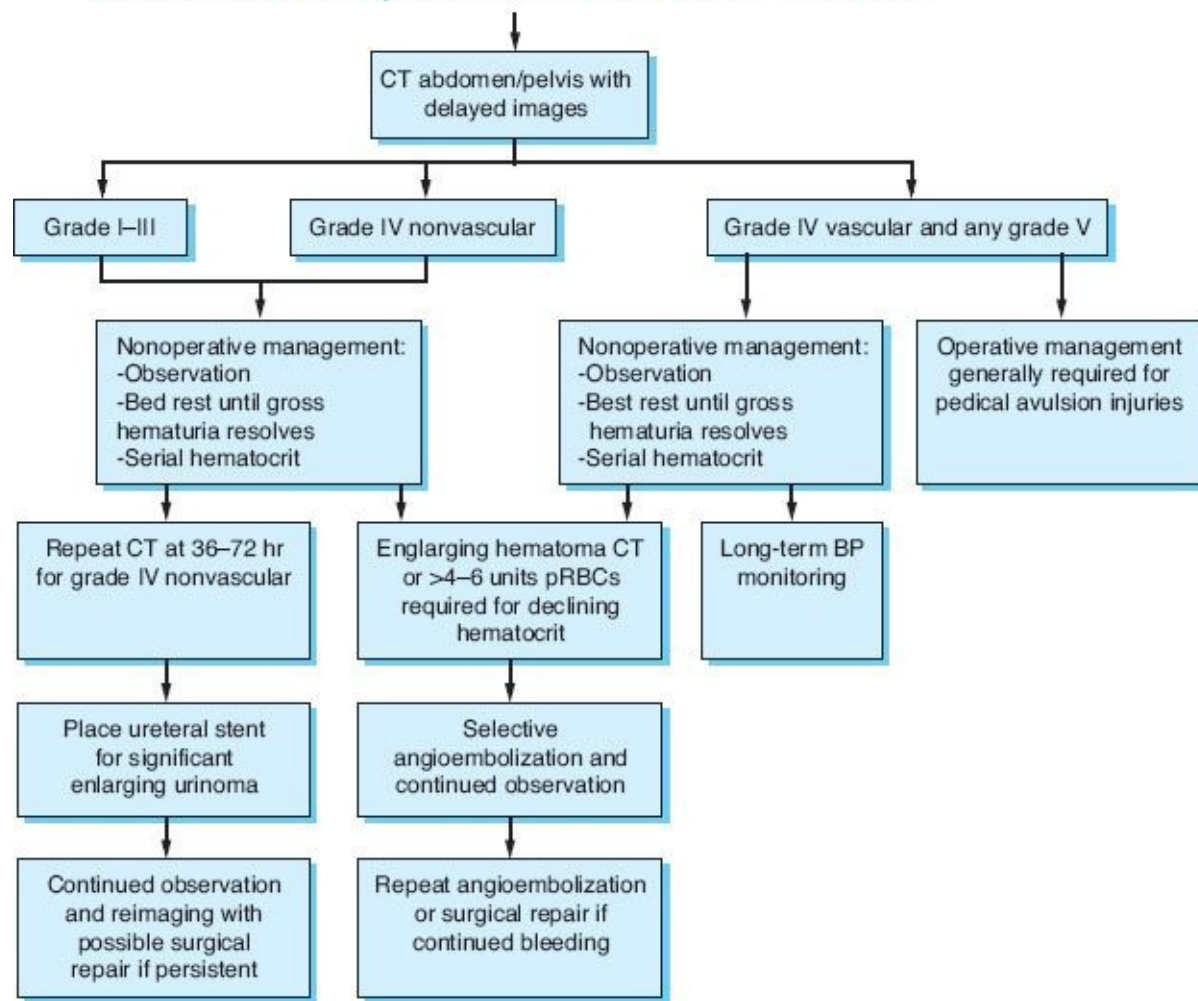 CT abdomen/pelvis with
delayed images
Grade I–III
Grade IV nonvascular
Grade IV vascular and any grade V
Nonoperative management:
-Observation
-Bed rest until gross
hematuria resolves
-Serial hematocrit
Nonoperative management:
-Observation
-Best rest until gross
hematuria resolves
-Serial hematocrit
Operative management
generally required for
pedical avulsion injuries
Repeat CT at 36–72 hr
for grade IV nonvascular
Englarging hematoma CT
or >4–6 units pRBCs
required for declining
hematocrit
Long-term BP
monitoring
Place ureteral stent
for significant
enlarging urinoma
Selective
angioembolization and
continued observation
Continued observation
and reimaging with
possible surgical
repair if persistent
Repeat angioembolization
or surgical repair if
continued bleeding